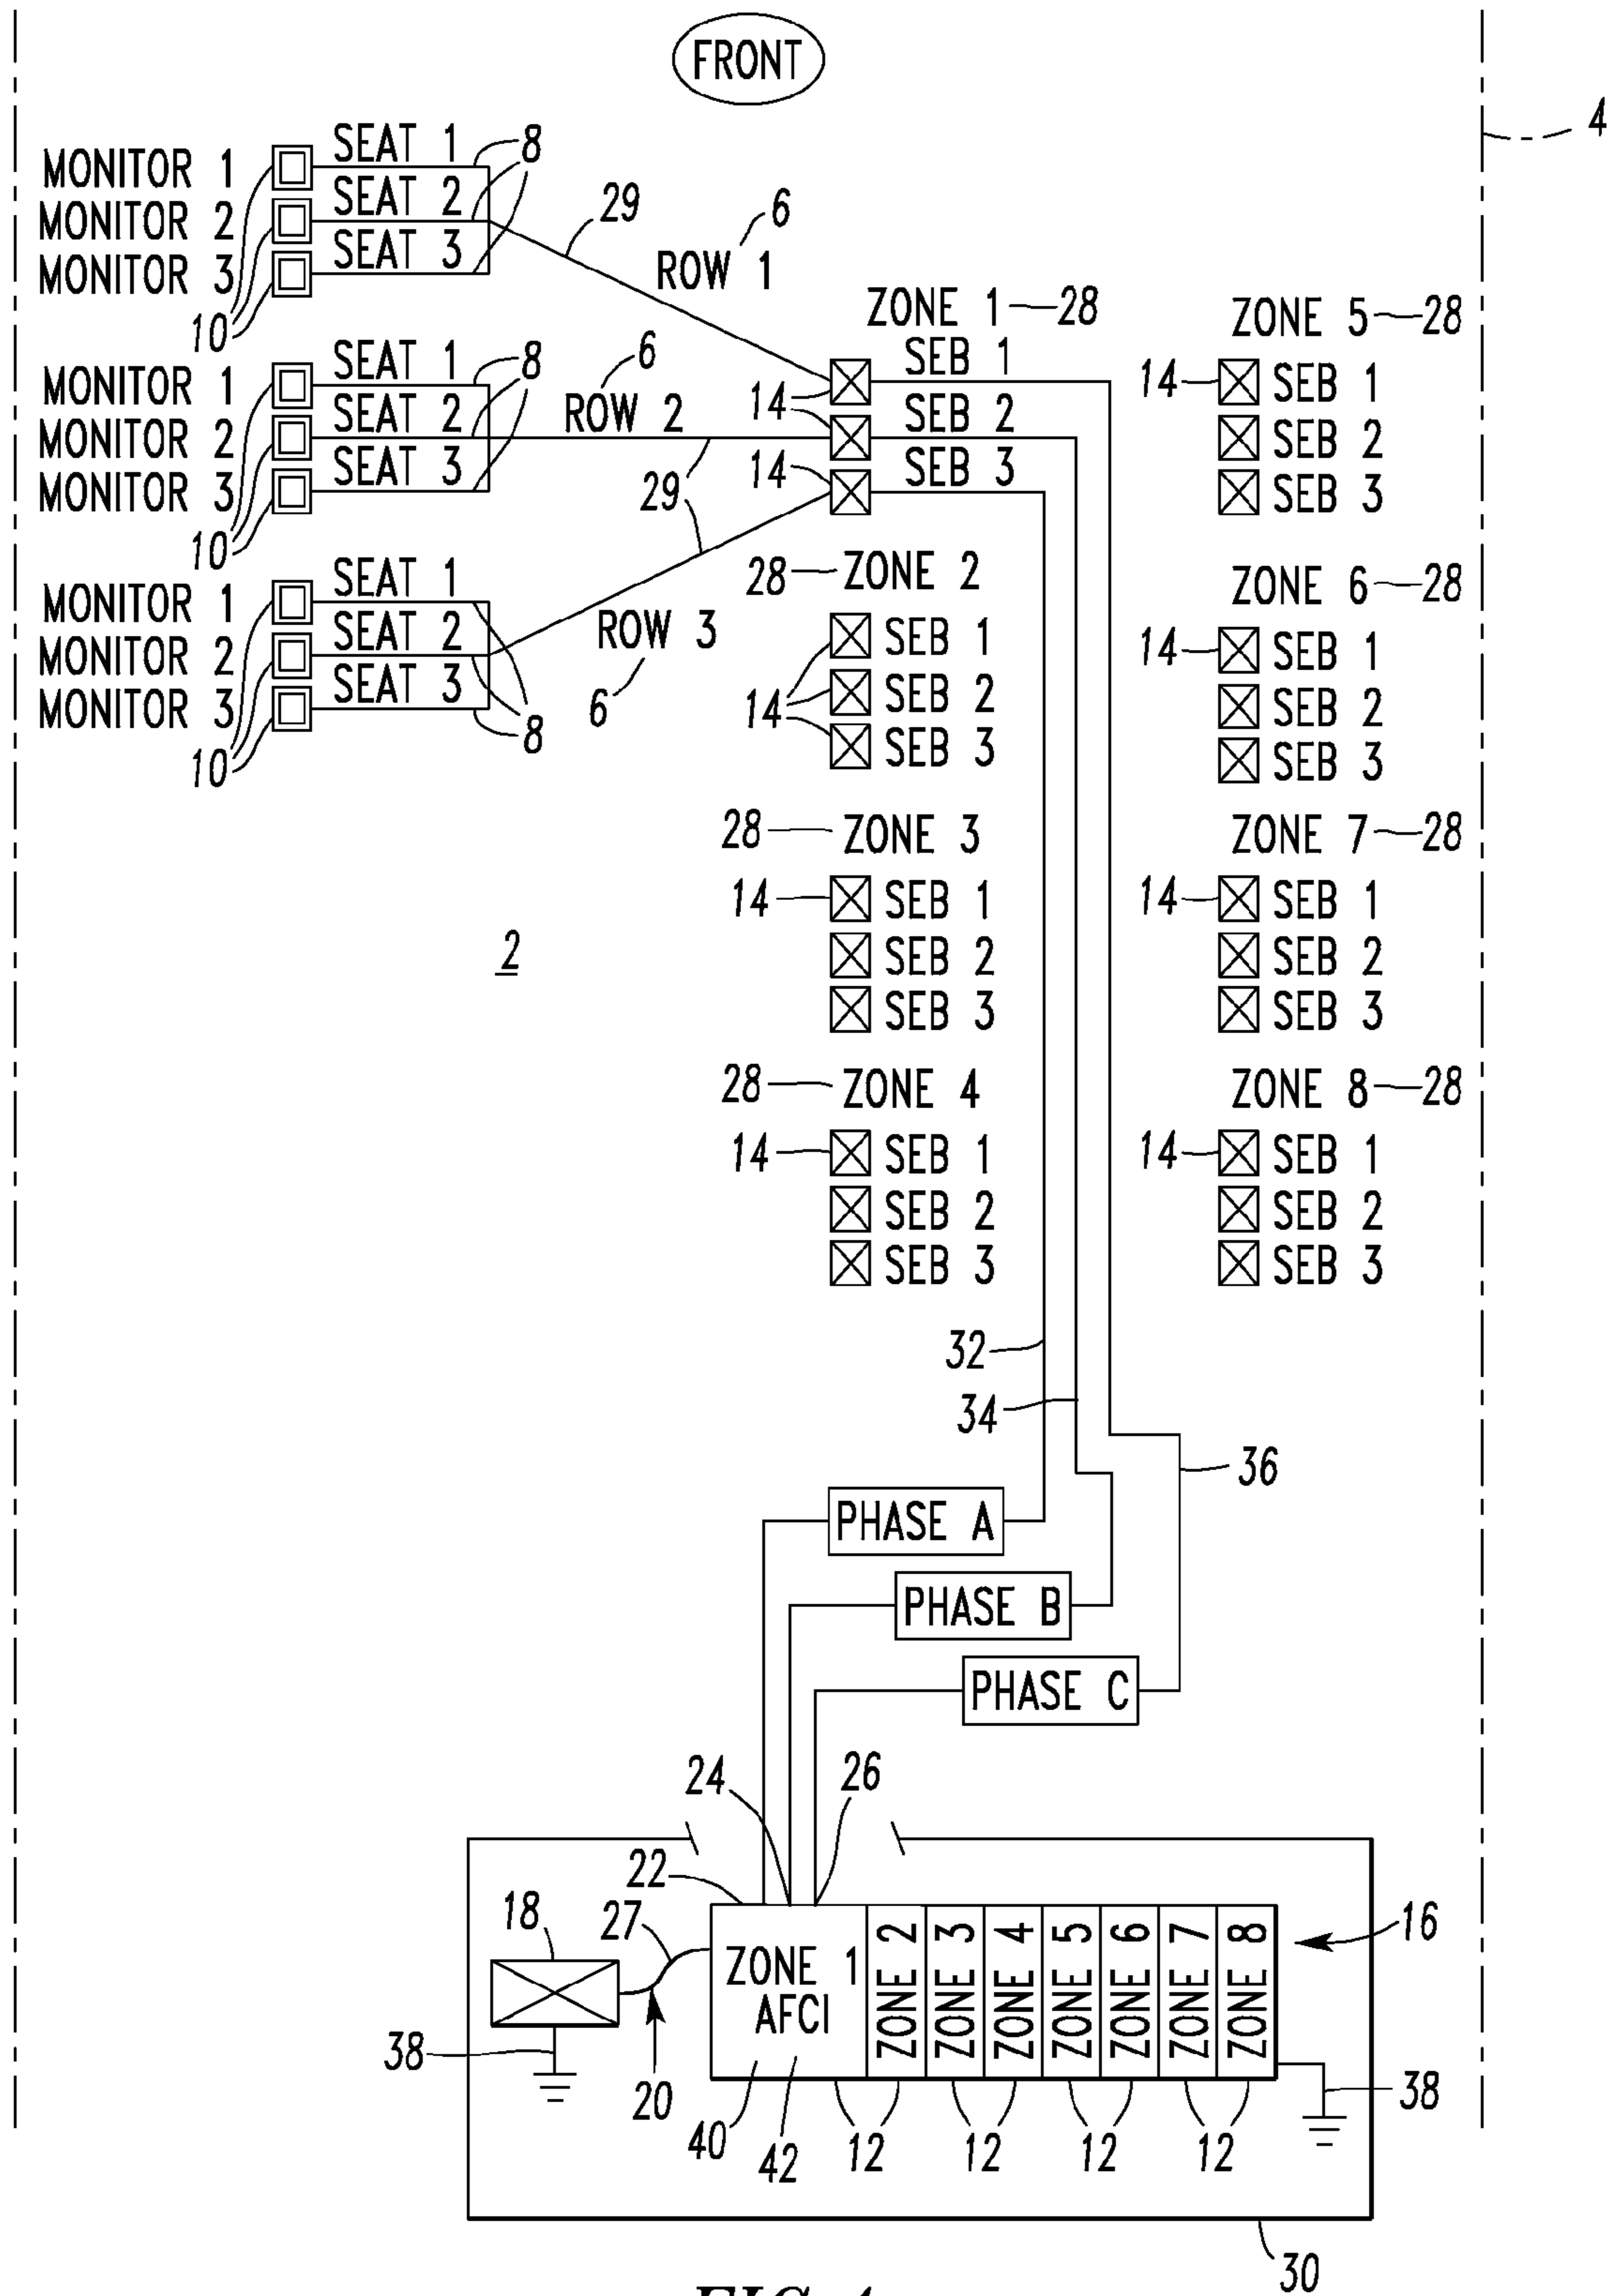 FRONT
4
MONITOR 1 SEAT 1 8
MONITOR 2 SEAT 2 29 6
MONITOR 3 SEAT 3 ROW 1
10
ZONE 1 28 ZONE 5 28
MONITOR 1 SEAT 1 8 6 SEB 1 14 SEB 1
MONITOR 2 SEAT 2 ROW 2 14 SEB 2 SEB 2
MONITOR 3 SEAT 3 29 14 SEB 3 SEB 3
10
28 ZONE 2 ZONE 6 28
MONITOR 1 SEAT 1
MONITOR 2 SEAT 2 ROW 3 SEB 1 14 SEB 1
MONITOR 3 SEAT 3 8 6 14 SEB 2 SEB 2
10 SEB 3 SEB 3
28 ZONE 3 ZONE 7 28
14 SEB 1 14 SEB 1
2 SEB 2 SEB 2
SEB 3 SEB 3
28 ZONE 4 ZONE 8 28
14 SEB 1 14 SEB 1
SEB 2 SEB 2
SEB 3 SEB 3
32
34
36
PHASE A
PHASE B
PHASE C
24 26
22
18 27 16
ZONE 1 AFCI
ZONE 2
ZONE 3
ZONE 4
ZONE 5
ZONE 6
ZONE 7
ZONE 8
38 20 38
40 42 12 12 12 12
30